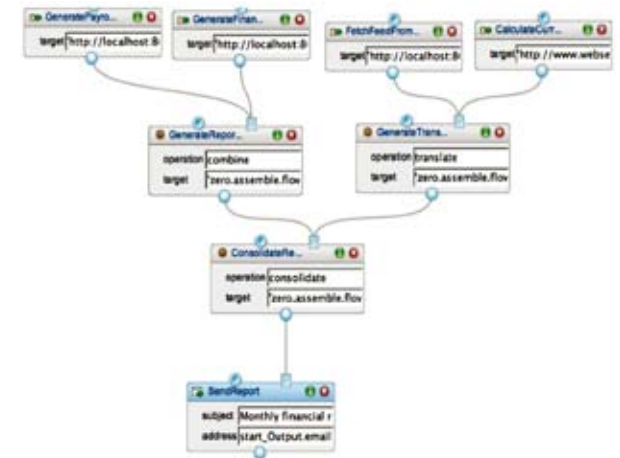 GeneratePayro...
target "http://localhost:8
GenerateFinan...
target "http://localhost:8
FetchFeedFrom...
target "http://localhost:8
CalculateCurr...
target "http://www.webse
GenerateRepor...
operation combine
target "zero.assemble.flow
GenerateTrans...
operation translate
target "zero.assemble.flow
ConsolidateRe...
operation consolidate
target "zero.assemble.flov
SendReport
subject Monthly financial r
address start_Output.email